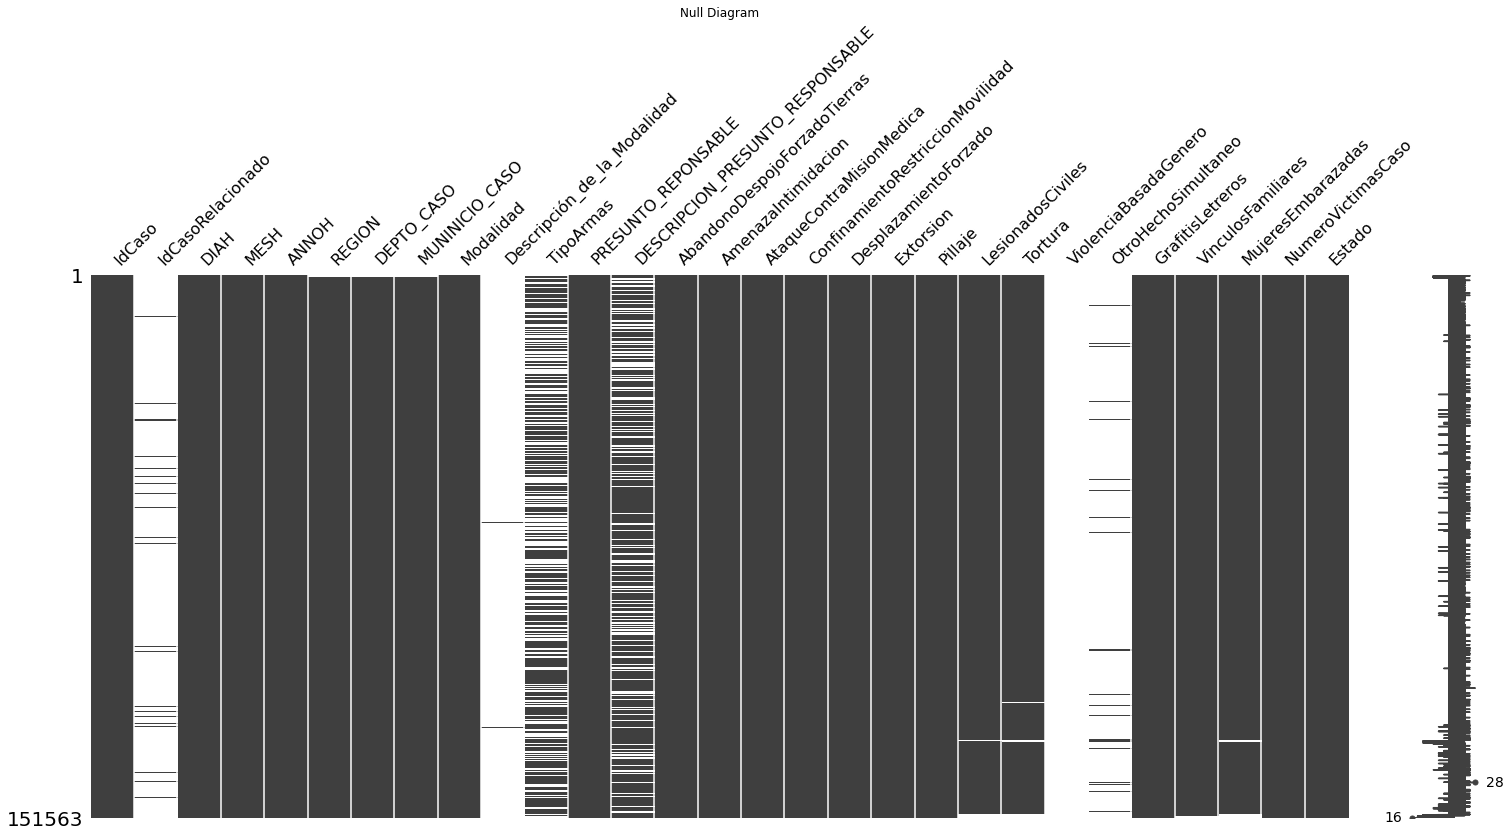 Null Diagram
IdCaso
IdCasoRelacionado
DIAH
MESH
ANNOH
REGION
DEPTO_CASO
MUNINICIO_CASO
Modalidad
Descripción_de_la_Modalidad
TipoArmas
PRESUNTO_REPONSABLE
DESCRIPCION_PRESUNTO_RESPONSABLE
AbandonoDespojoForzadoTierras
AmenazaIntimidacion
AtaqueContraMisionMedica
ConfinamientoRestriccionMovilidad
DesplazamientoForzado
Extorsion
Pillaje
LesionadosCiviles
Tortura
ViolenciaBasadaGenero
OtroHechoSimultaneo
GrafitisLetreros
VinculosFamiliares
MujeresEmbarazadas
NumeroVictimasCaso
Estado
1
28
16
151563